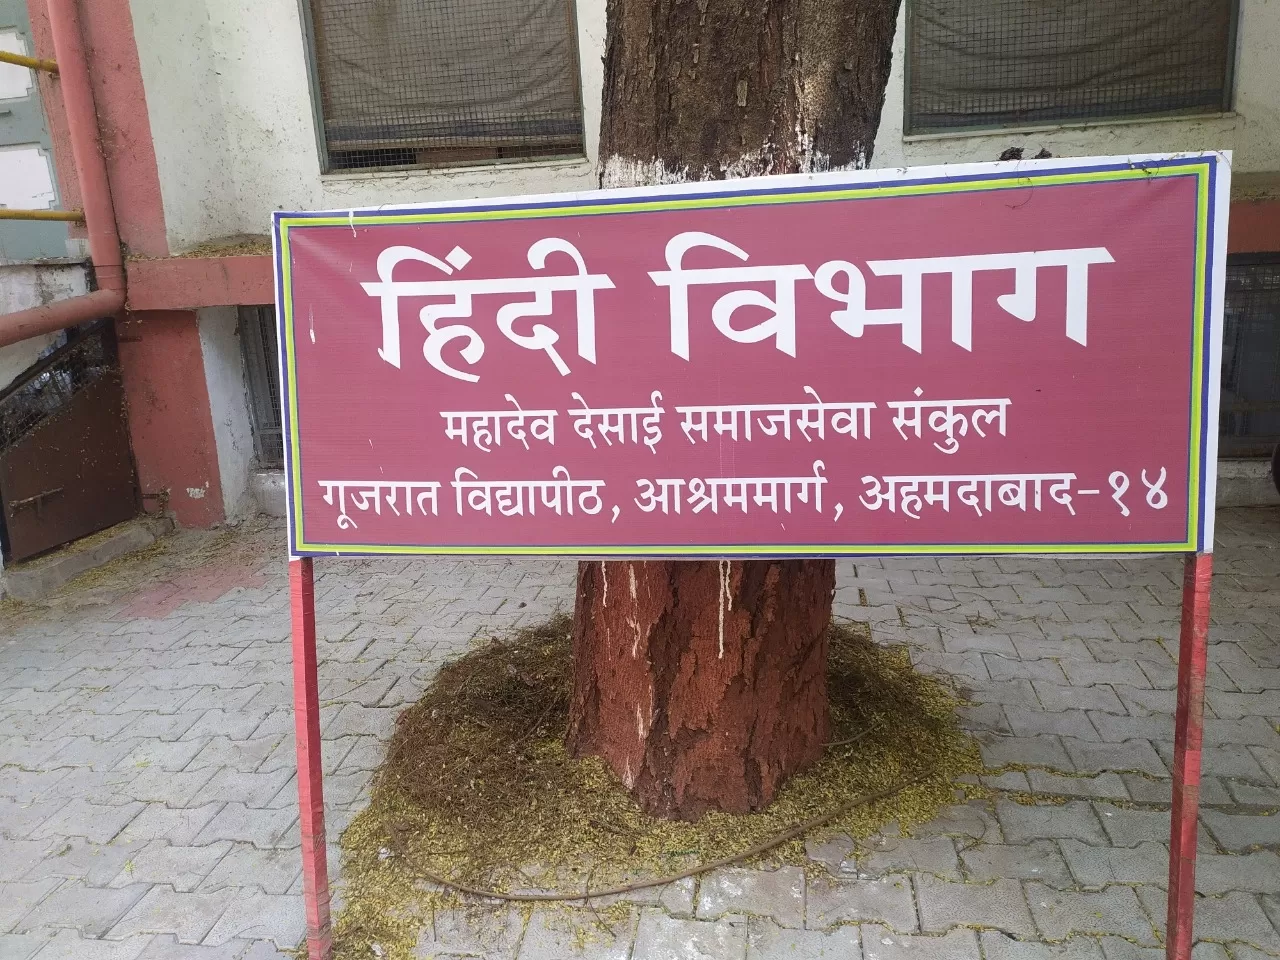 हिंदी विभाग
महादेव देसाई समाजसेवा संकुल
गूजरात विद्यापीठ, आश्रममार्ग, अहमदाबाद-१४